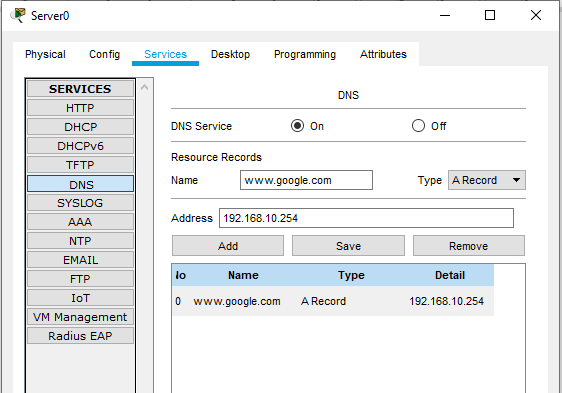 Server0
Physical Config Services Desktop Programming Attributes
SERVICES
HTTP
DHCP
DHCPv6
TFTP
DNS
SYSLOG
AAA
NTP
EMAIL
FTP
IoT
VM Management
Radius EAP
DNS
DNS Service On Off
Resource Records
Name www.google.com Type A Record
Address 192.168.10.254
Add Save Remove
No Name Type Detail
0 www.google.com A Record 192.168.10.254